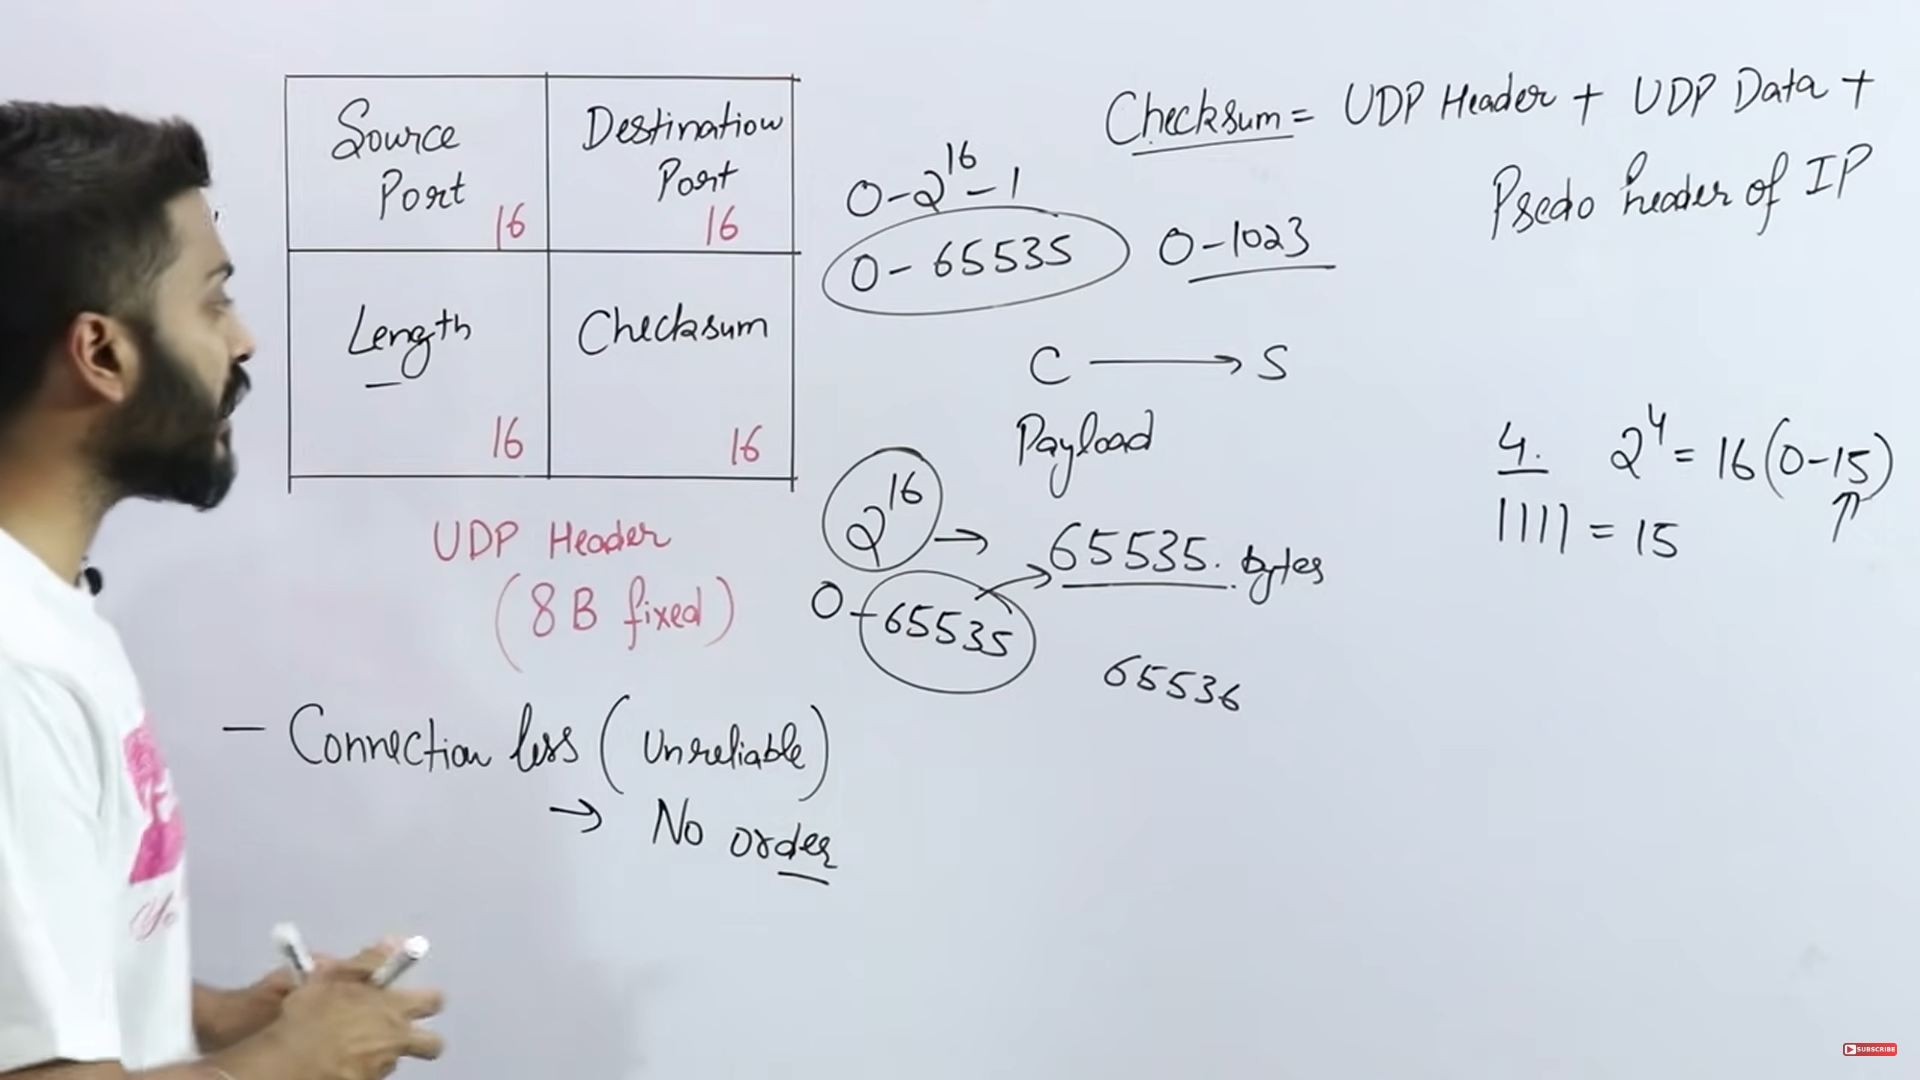 Source
Port
16
Destination
Port
16
Length
16
Checksum
16
UDP Header
(8 B fixed)
– Connection less (Unreliable)
→ No order
0-2^16-1
0- 65535
0-1023
C → S
Payload
2^16 → 65535. bytes
0-65535
65536
Checksum = UDP Header + UDP Data +
Psedo header of IP
4. 2^4 = 16(0-15)
1111 = 15
SUBSCRIBE